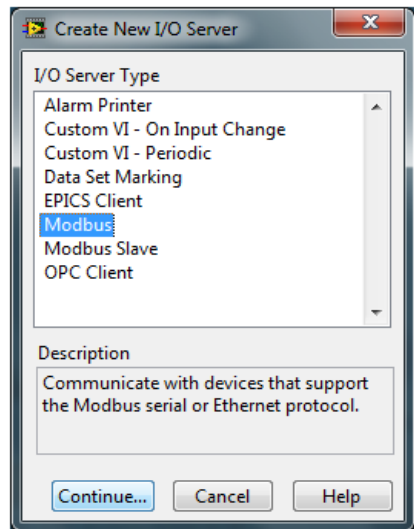 Create New I/O Server
I/O Server Type
Alarm Printer
Custom VI - On Input Change
Custom VI - Periodic
Data Set Marking
EPICS Client
Modbus
Modbus Slave
OPC Client
Description
Communicate with devices that support
the Modbus serial or Ethernet protocol.
Continue... Cancel Help